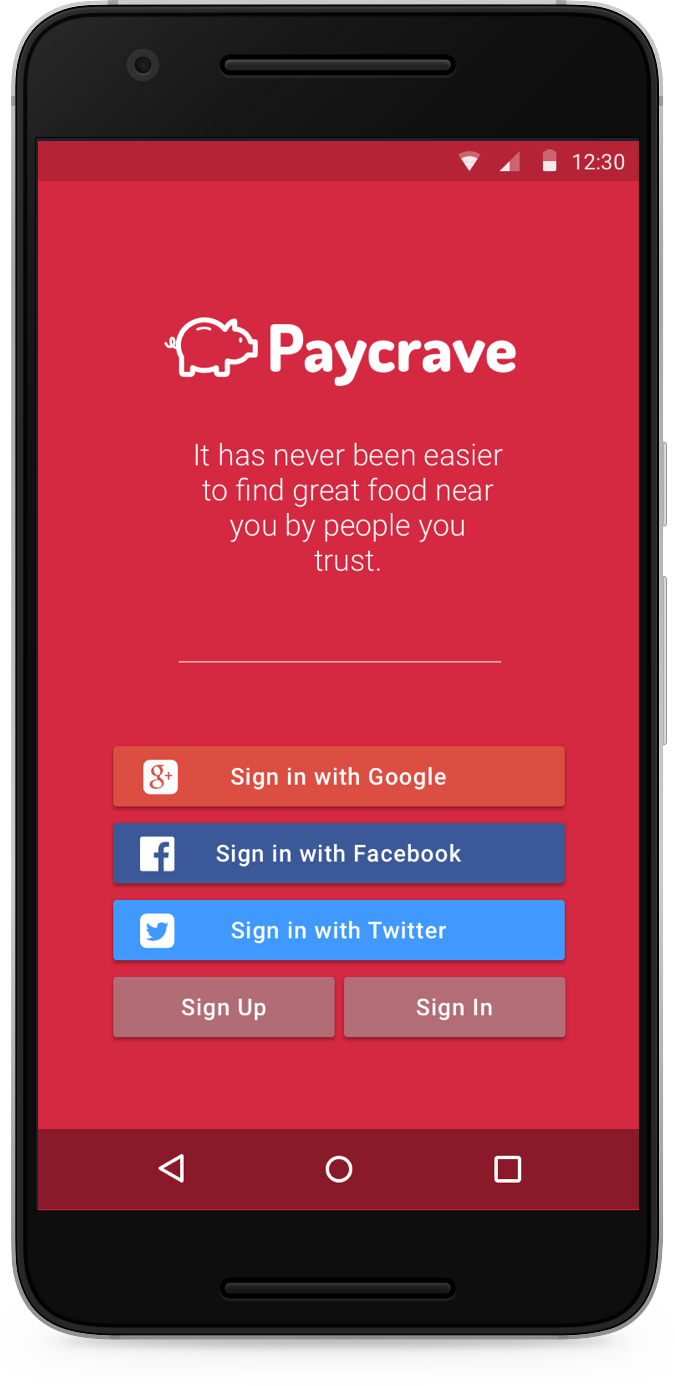 12:30
Paycrave
It has never been easier
to find great food near
you by people you
trust.
g+ Sign in with Google
f Sign in with Facebook
Sign in with Twitter
Sign Up Sign In